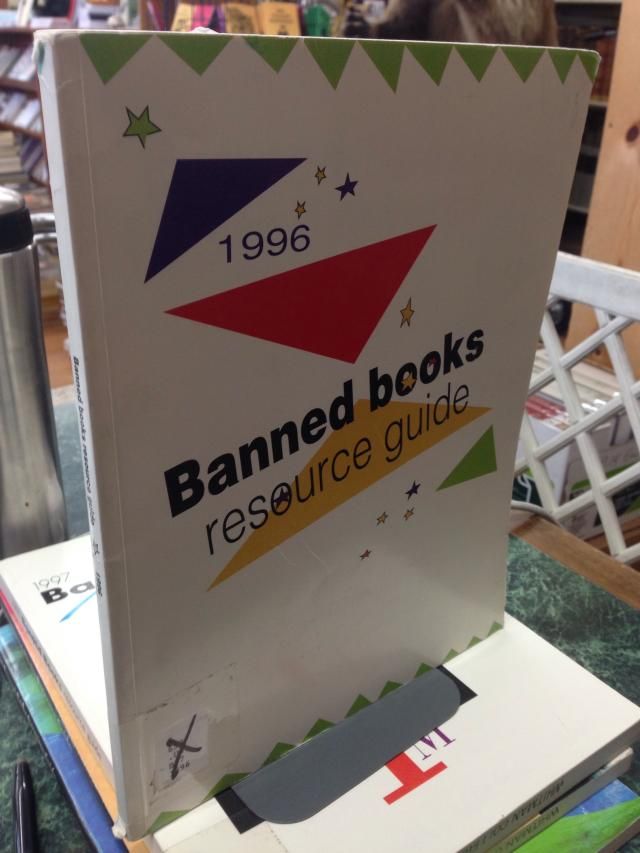 1996
Banned books
resource guide
Banned books resource guide 1996
1997
Ba
M